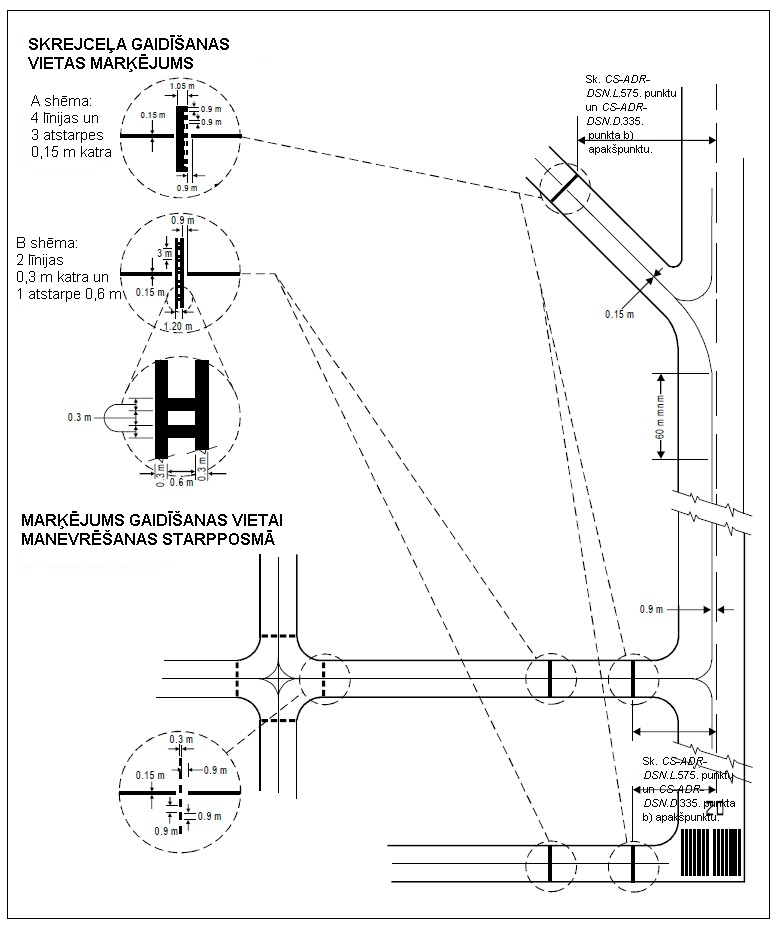 SKREJCEĻA GAIDĪŠANAS
VIETAS MARĶĒJUMS
A shēma:
4 līnijas un
3 atstarpes
0,15 m katra
1.05 m
0.15 m
0.9 m
0.9 m
0.9 m
Sk. CS-ADR-
DSN.L.575. punktu
un CS-ADR-
DSN.D.335.
punkta b)
apakšpunktu.
B shēma:
2 līnijas
0,3 m katra un
1 atstarpe 0,6 m
0.9 m
3 m
0.15 m
1.20 m
0.15 m
0.3 m
0.3 m
0.6 m
0.3 m
60 m mnm
MARĶĒJUMS GAIDĪŠANAS VIETAI
MANEVRĒŠANAS STARPPOSMĀ
0.9 m
0.3 m
0.15 m
0.9 m
0.9 m
0.9 m
Sk. CS-ADR-
DSN.L.575. punktu
un CS-ADR-
DSN.D.335. punkta
b) apakšpunktu.
20